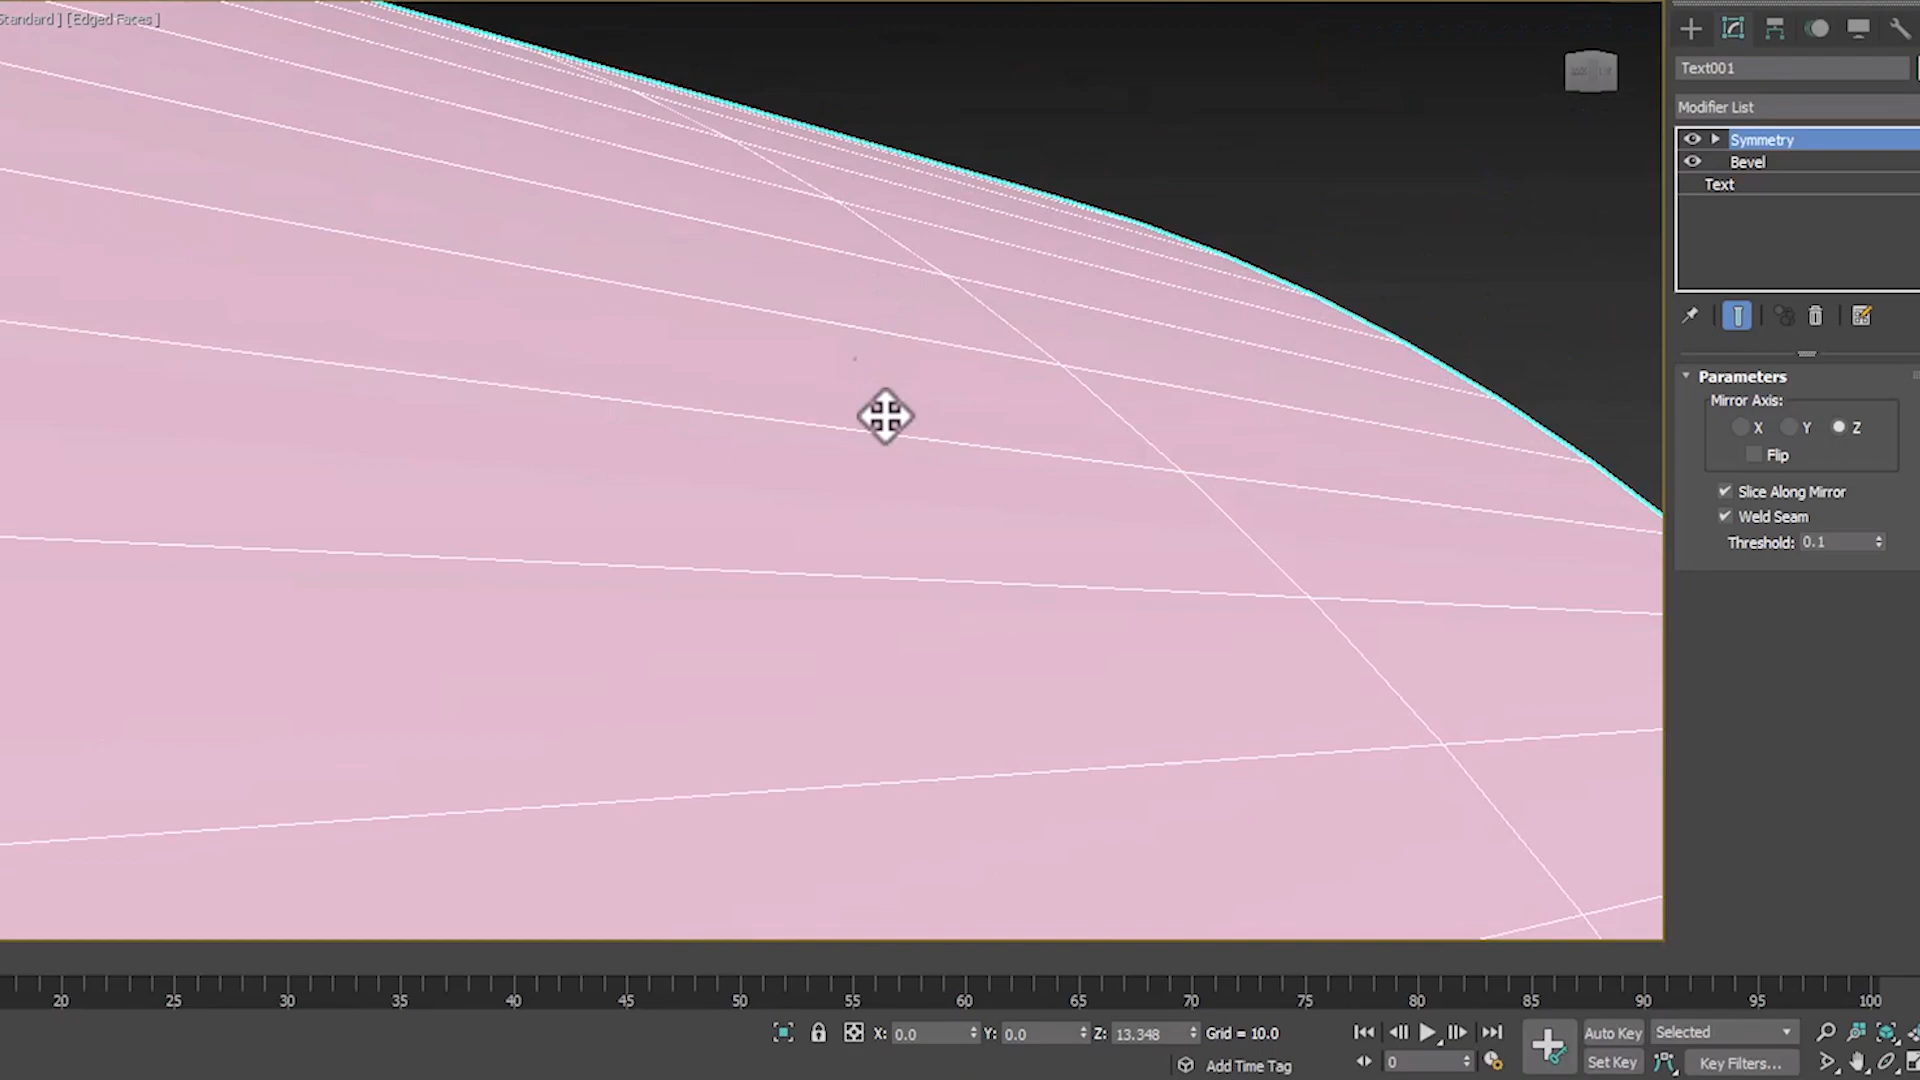 Standard ] [Edged Faces ]
Text001
Modifier List
Symmetry
Bevel
Text
Parameters
Mirror Axis:
X Y Z
Flip
Slice Along Mirror
Weld Seam
Threshold: 0.1
20 25 30 35 40 45 50 55 60 65 70 75 80 85 90 95 100
X: 0.0 Y: 0.0 Z: 13.348 Grid = 10.0
Auto Key Selected
Add Time Tag
0
Set Key Key Filters...